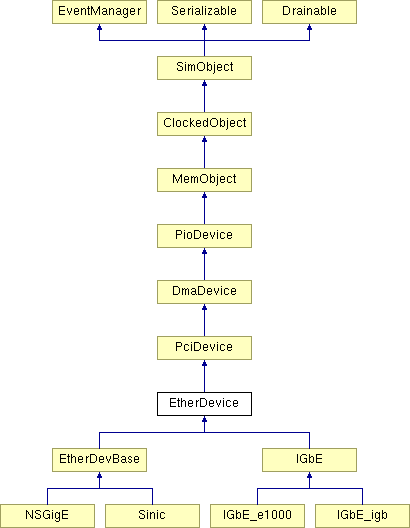 EventManager
Serializable
Drainable
SimObject
ClockedObject
MemObject
PioDevice
DmaDevice
PciDevice
EtherDevice
EtherDevBase
IGbE
NSGigE
Sinic
IGbE_e1000
IGbE_igb